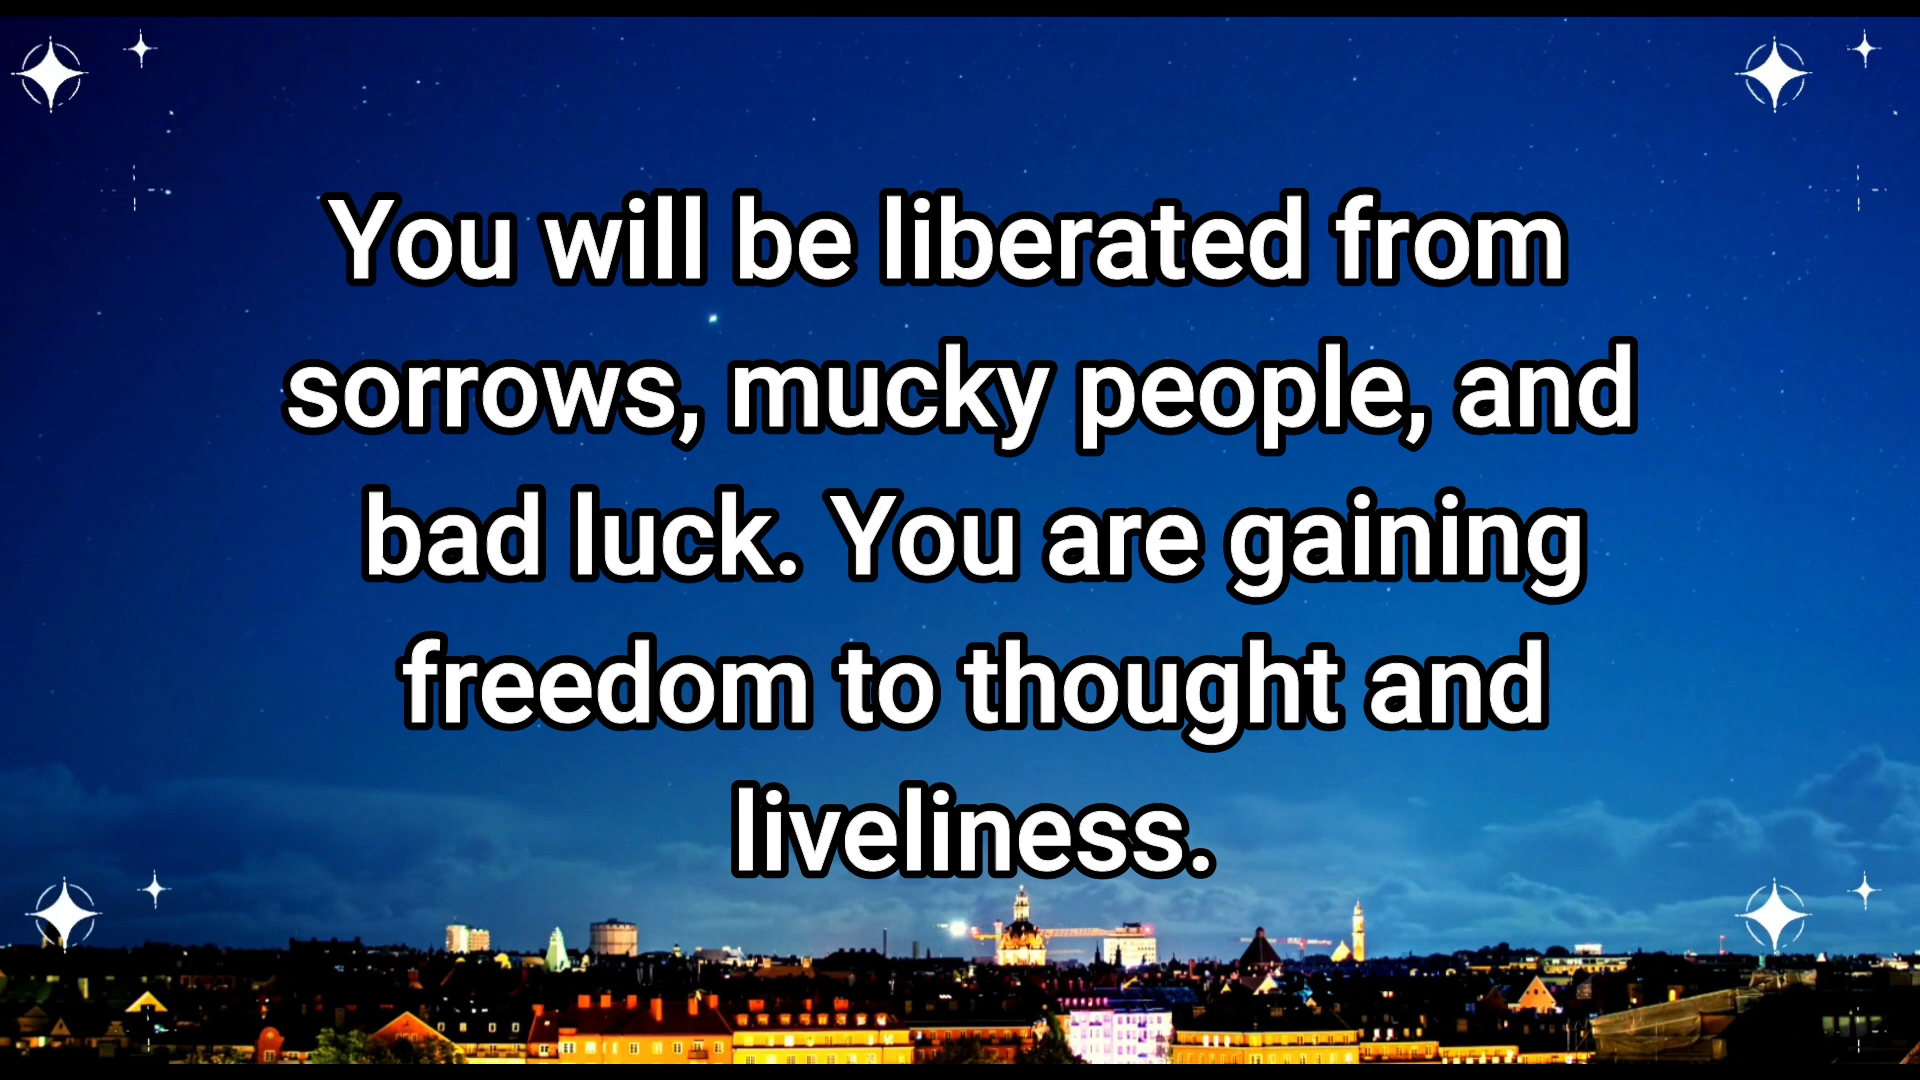 You will be liberated from
sorrows, mucky people, and
bad luck. You are gaining
freedom to thought and
liveliness.